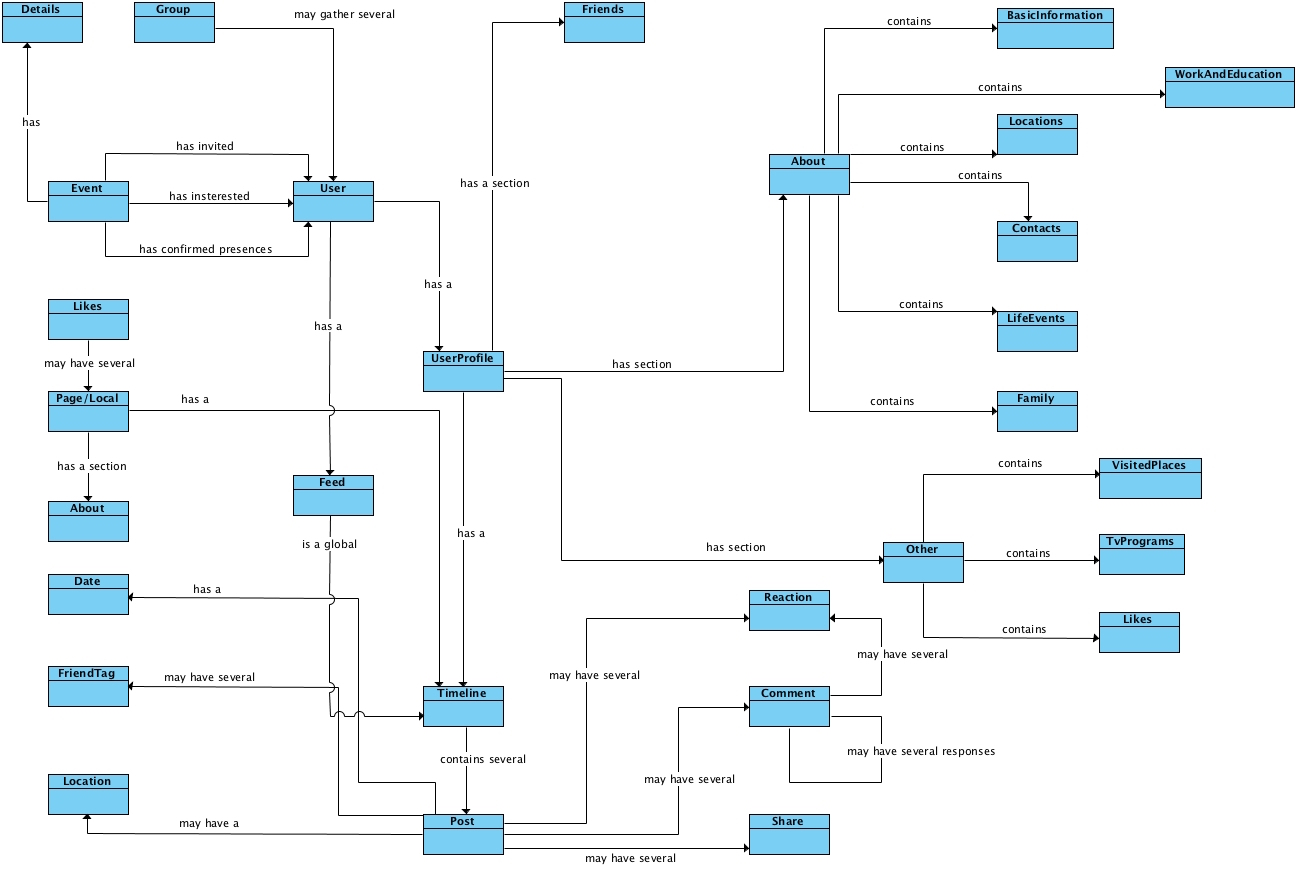 Details
Group
may gather several
Friends
contains
BasicInformation
WorkAndEducation
contains
has
Locations
has invited
contains
About
contains
has a section
Event
has insterested
User
Contacts
has confirmed presences
has a
Likes
contains
LifeEvents
has a
may have several
UserProfile
has section
Page/Local
has a
contains
Family
has a section
contains
VisitedPlaces
Feed
About
has a
is a global
has section
Other
contains
TvPrograms
Date
has a
Reaction
contains
Likes
may have several
FriendTag
may have several
may have several
Timeline
Comment
contains several
may have several responses
Location
may have several
may have a
Post
Share
may have several